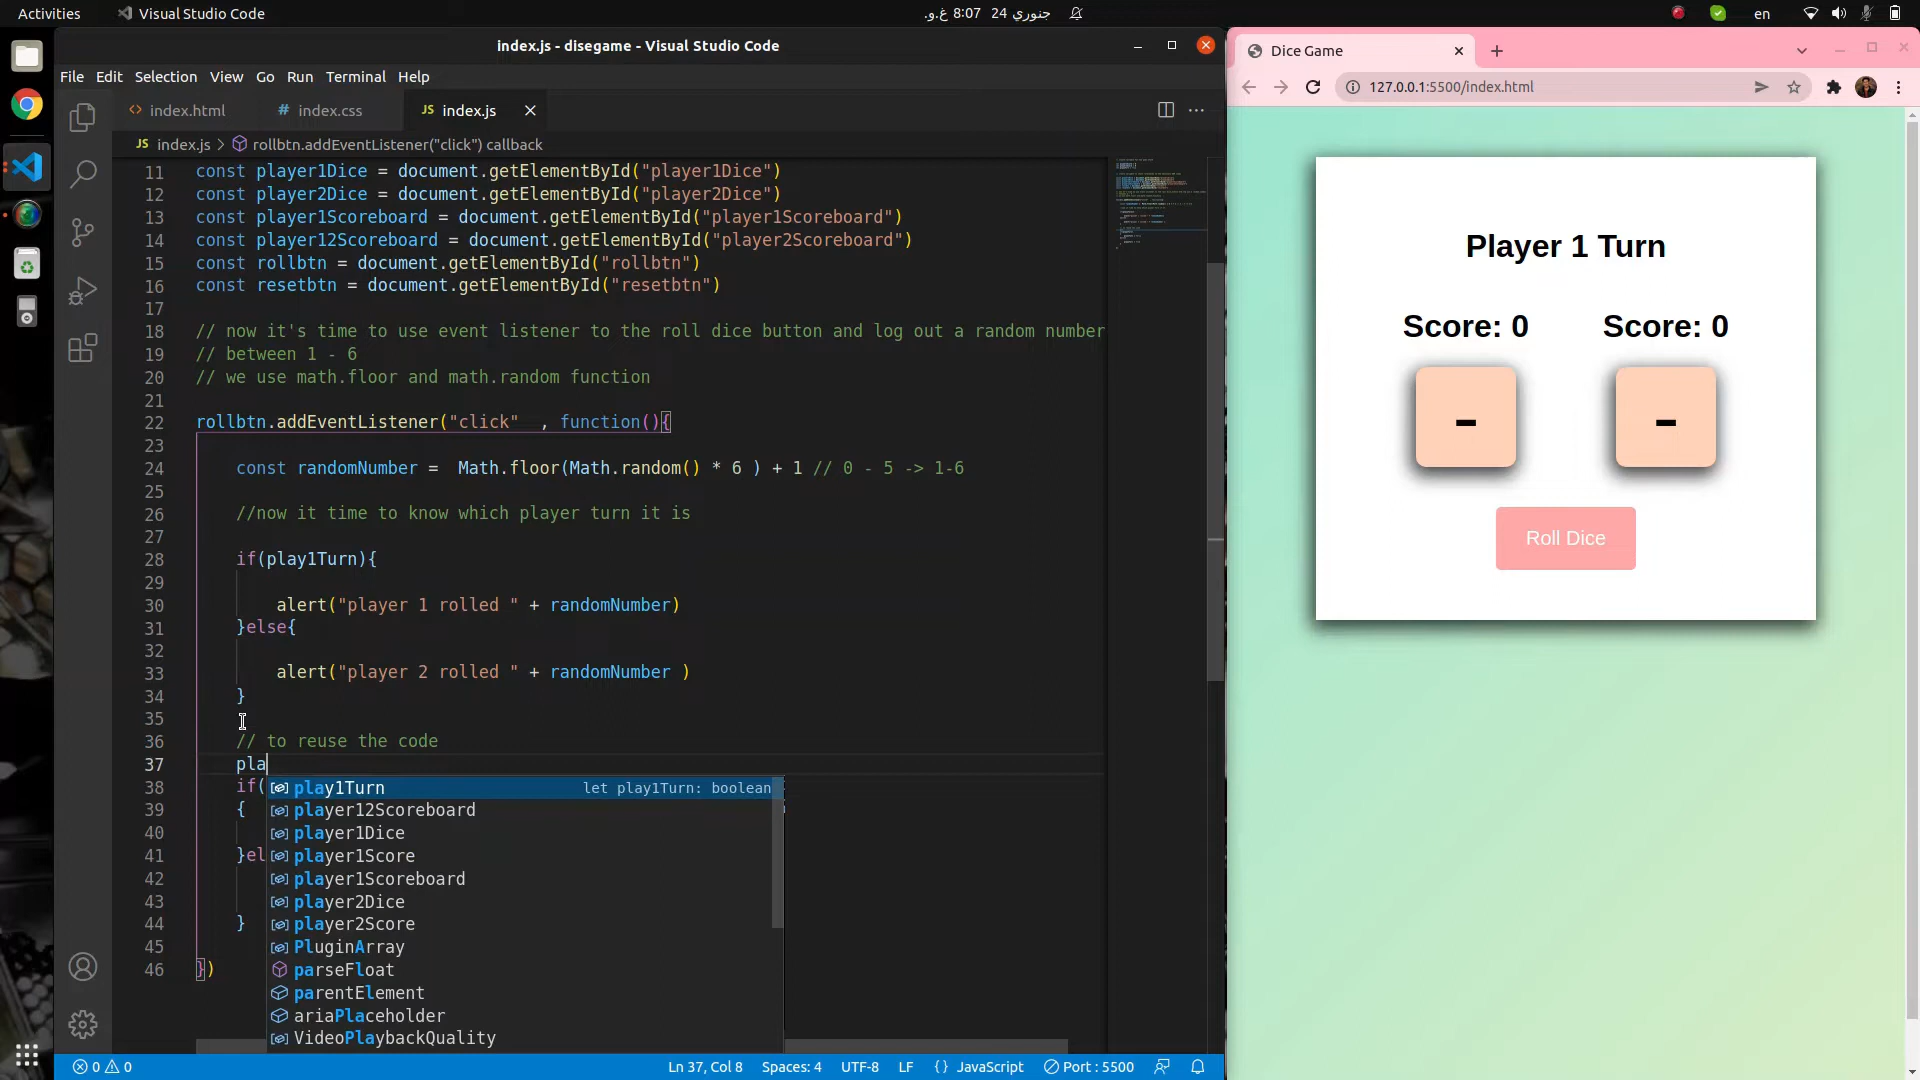 Activities
Visual Studio Code
جنوري 24 8:07 غ.و.
en
index.js - disegame - Visual Studio Code
File Edit Selection View Go Run Terminal Help
index.html
# index.css
JS index.js
JS index.js > rollbtn.addEventListener("click") callback
11 const player1Dice = document.getElementById("player1Dice")
12 const player2Dice = document.getElementById("player2Dice")
13 const player1Scoreboard = document.getElementById("player1Scoreboard")
14 const player12Scoreboard = document.getElementById("player2Scoreboard")
15 const rollbtn = document.getElementById("rollbtn")
16 const resetbtn = document.getElementById("resetbtn")
17
18 // now it's time to use event listener to the roll dice button and log out a random number
19 // between 1 - 6
20 // we use math.floor and math.random function
21
22 rollbtn.addEventListener("click" , function(){
23
24 const randomNumber = Math.floor(Math.random() * 6 ) + 1 // 0 - 5 -> 1-6
25
26 //now it time to know which player turn it is
27
28 if(play1Turn){
29
30 alert("player 1 rolled " + randomNumber)
31 }else{
32
33 alert("player 2 rolled " + randomNumber )
34 }
35
36 // to reuse the code
37 pla
38 if(
39 {
40
41 }el
42
43
44 }
45
46 })
play1Turn let play1Turn: boolean
player12Scoreboard
player1Dice
player1Score
player1Scoreboard
player2Dice
player2Score
PluginArray
parseFloat
parentElement
ariaPlaceholder
VideoPlaybackQuality
0 0
Ln 37, Col 8 Spaces: 4 UTF-8 LF {} JavaScript Port : 5500
Dice Game
127.0.0.1:5500/index.html
Player 1 Turn
Score: 0 Score: 0
- -
Roll Dice